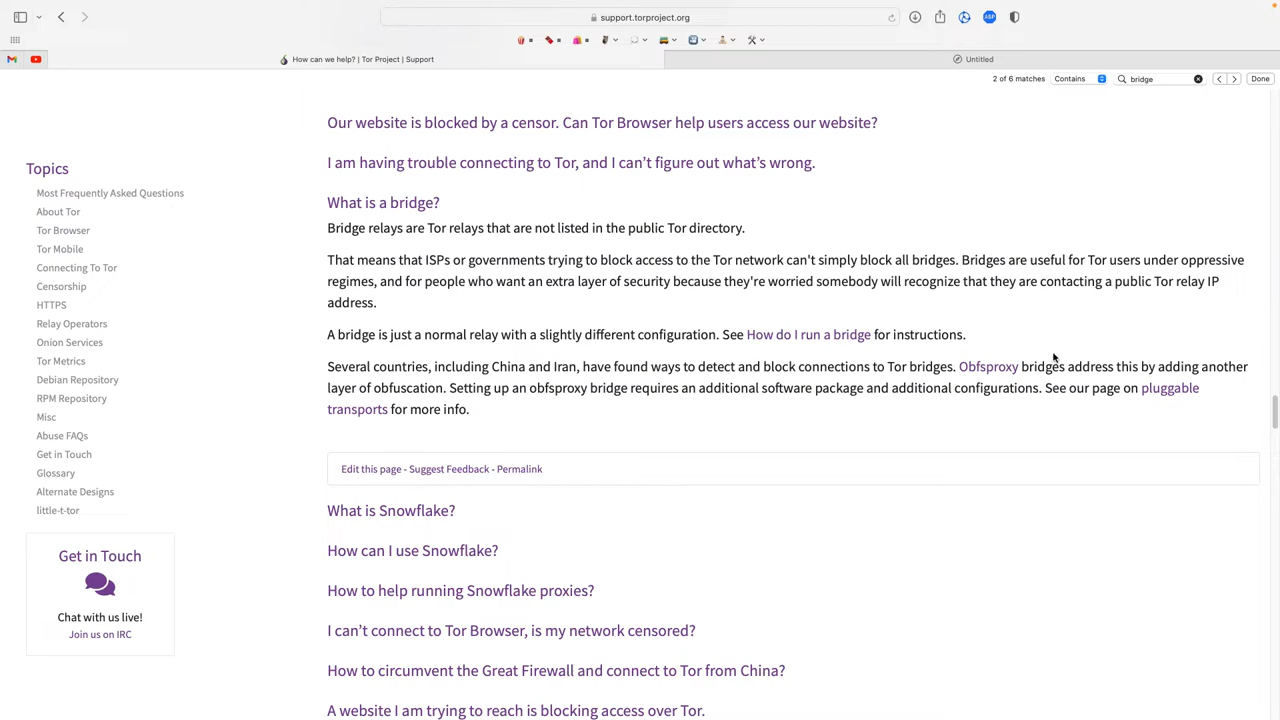 support.torproject.org
ABP
How can we help? | Tor Project | Support
Untitled
2 of 6 matches
Contains
bridge
Done
Our website is blocked by a censor. Can Tor Browser help users access our website?
I am having trouble connecting to Tor, and I can’t figure out what’s wrong.
What is a bridge?
Bridge relays are Tor relays that are not listed in the public Tor directory.
That means that ISPs or governments trying to block access to the Tor network can't simply block all bridges. Bridges are useful for Tor users under oppressive
regimes, and for people who want an extra layer of security because they're worried somebody will recognize that they are contacting a public Tor relay IP
address.
A bridge is just a normal relay with a slightly different configuration. See How do I run a bridge for instructions.
Several countries, including China and Iran, have found ways to detect and block connections to Tor bridges. Obfsproxy bridges address this by adding another
layer of obfuscation. Setting up an obfsproxy bridge requires an additional software package and additional configurations. See our page on pluggable
transports for more info.
Edit this page - Suggest Feedback - Permalink
What is Snowflake?
How can I use Snowflake?
How to help running Snowflake proxies?
I can’t connect to Tor Browser, is my network censored?
How to circumvent the Great Firewall and connect to Tor from China?
A website I am trying to reach is blocking access over Tor.
Topics
Most Frequently Asked Questions
About Tor
Tor Browser
Tor Mobile
Connecting To Tor
Censorship
HTTPS
Relay Operators
Onion Services
Tor Metrics
Debian Repository
RPM Repository
Misc
Abuse FAQs
Get in Touch
Glossary
Alternate Designs
little-t-tor
Get in Touch
Chat with us live!
Join us on IRC